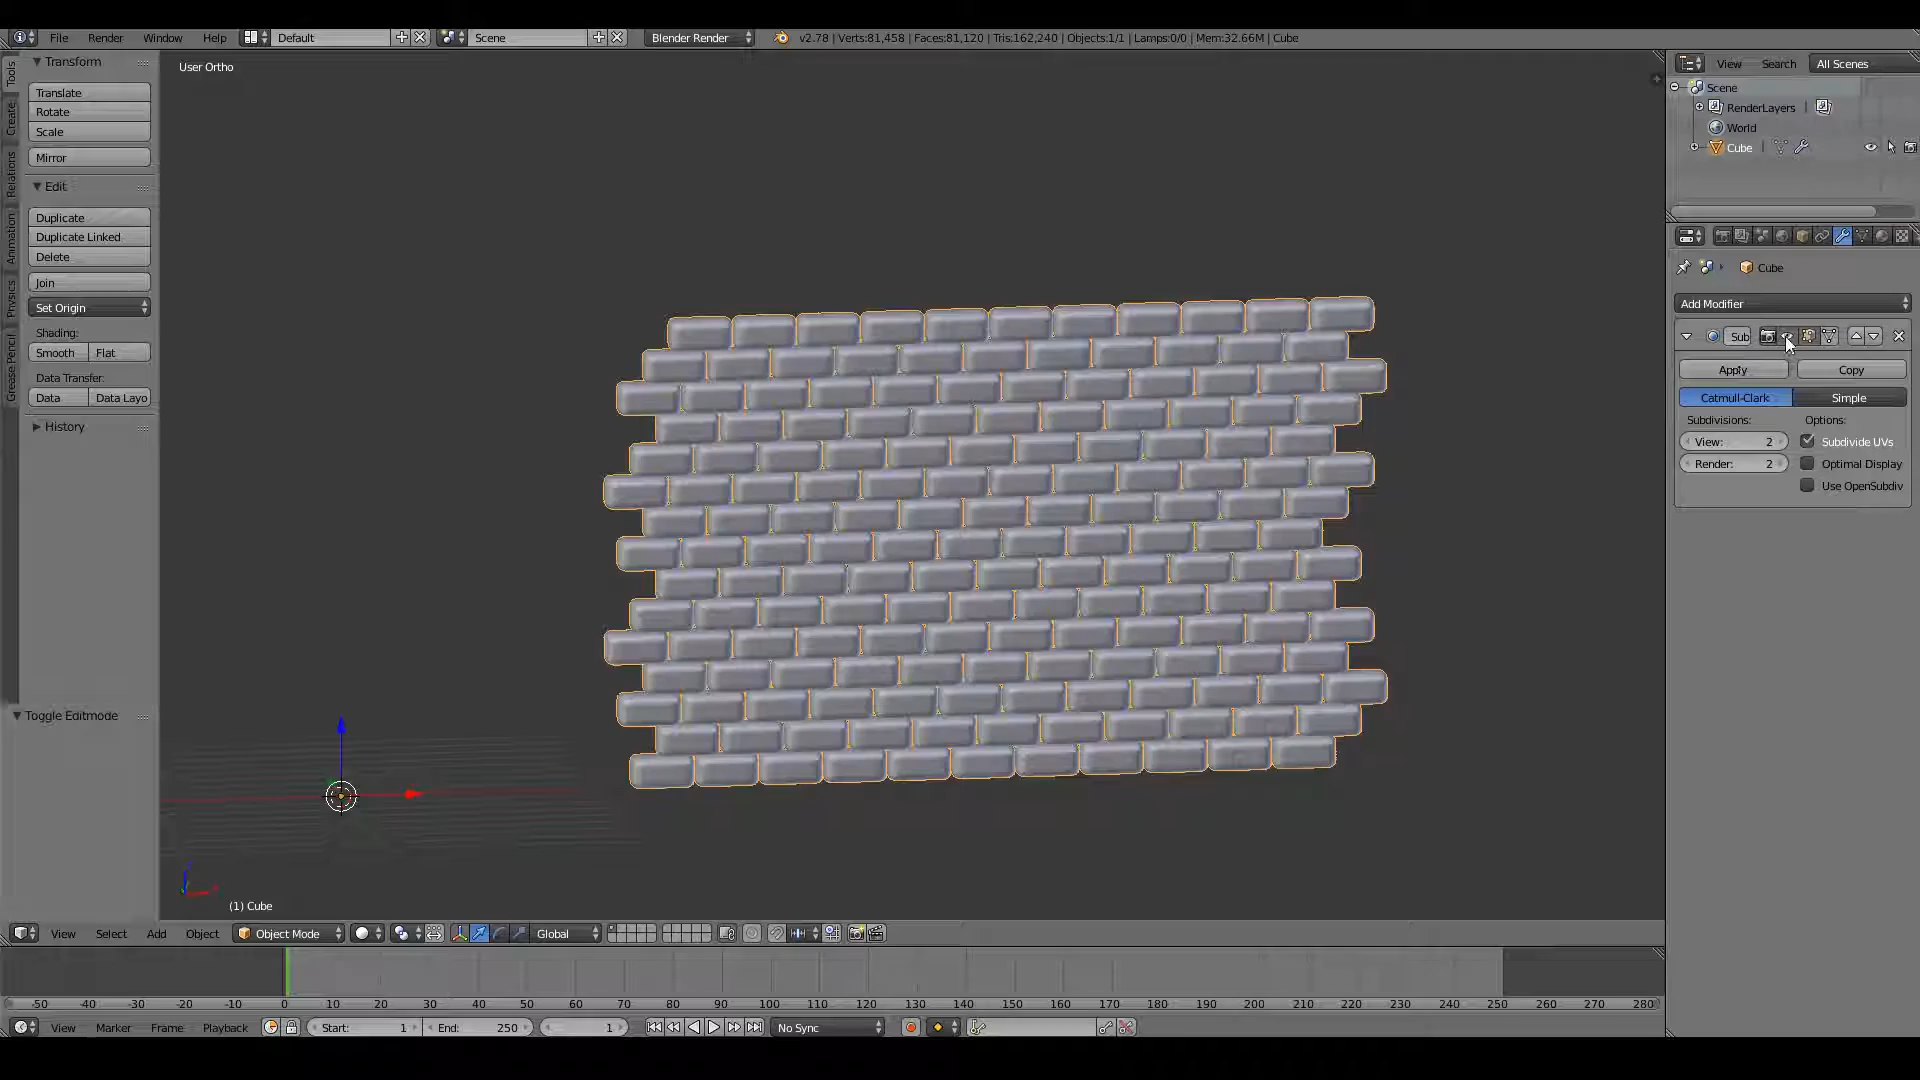 File Render Window Help Default Scene Blender Render v2.78 | Verts:81,458 | Faces:81,120 | Tris:162,240 | Objects:1/1 | Lamps:0/0 | Mem:32.66M | Cube
Transform
User Ortho
View Search All Scenes
Translate
Rotate
Scale
Mirror
Edit
Duplicate
Duplicate Linked
Delete
Join
Set Origin
Shading:
Smooth Flat
Data Transfer:
Data Data Layo
History
Toggle Editmode
Tools
Create
Relations
Animation
Physics
Grease Pencil
Scene
RenderLayers
World
Cube
Cube
Add Modifier
Sub
Apply Copy
Catmull-Clark Simple
Subdivisions: Options:
View: 2 Subdivide UVs
Render: 2 Optimal Display
Use OpenSubdiv
(1) Cube
View Select Add Object Object Mode Global
-50 -40 -30 -20 -10 0 10 20 30 40 50 60 70 80 90 100 110 120 130 140 150 160 170 180 190 200 210 220 230 240 250 260 270 280
View Marker Frame Playback Start: 1 End: 250 1 No Sync